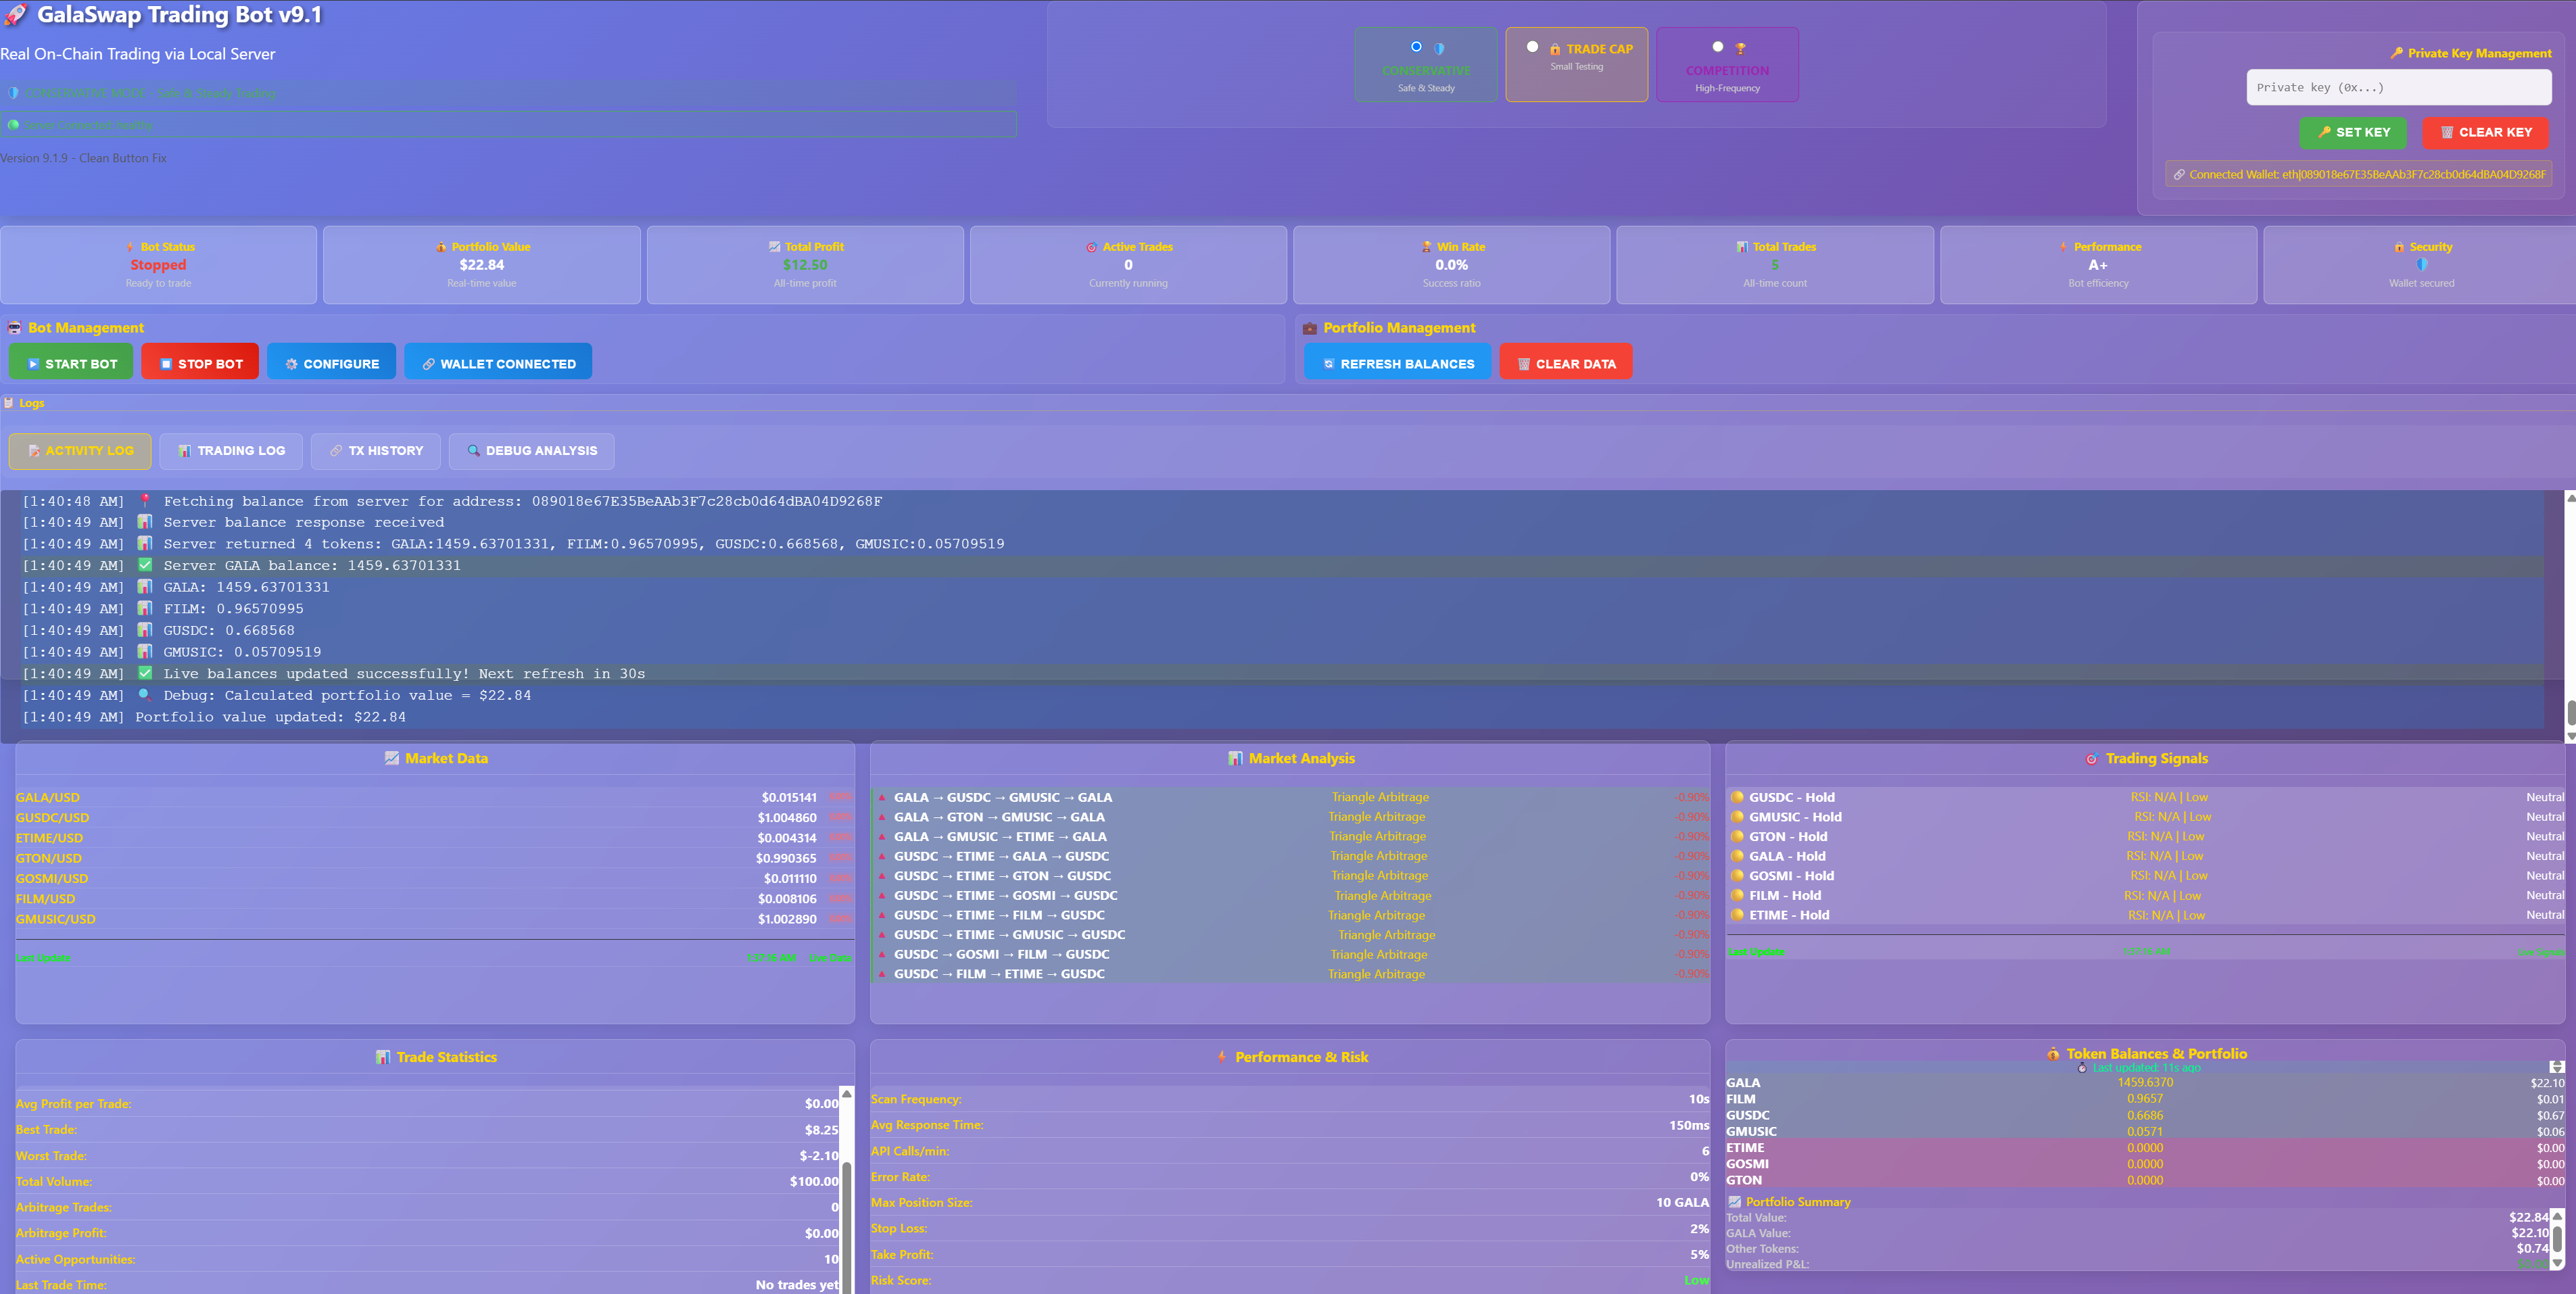 🚀 GalaSwap Trading Bot v9.1
Real On-Chain Trading via Local Server
CONSERVATIVE MODE - Safe & Steady Trading
Version 9.1.9 - Clean Button Fix
CONSERVATIVE
Safe & Steady
🔒 TRADE CAP
Small Testing
🏆
COMPETITION
High-Frequency
🔑 Private Key Management
Private key (0x...)
🔑 SET KEY
🗑️ CLEAR KEY
🔗 Connected Wallet: eth|089018e67E35BeAAb3F7c28cb0d64dBA04D9268F
Bot Status
Stopped
Ready to trade
💰 Portfolio Value
$22.84
Real-time value
📈 Total Profit
$12.50
All-time profit
🎯 Active Trades
0
Currently running
🏆 Win Rate
0.0%
Success ratio
📊 Total Trades
5
All-time count
Performance
A+
Bot efficiency
🔒 Security
Wallet secured
🤖 Bot Management
▶️ START BOT
⏹️ STOP BOT
⚙️ CONFIGURE
🔗 WALLET CONNECTED
💼 Portfolio Management
🔄 REFRESH BALANCES
🗑️ CLEAR DATA
📋 Logs
📝 ACTIVITY LOG
📊 TRADING LOG
🔗 TX HISTORY
🔍 DEBUG ANALYSIS
[1:40:48 AM] 📍 Fetching balance from server for address: 089018e67E35BeAAb3F7c28cb0d64dBA04D9268F
[1:40:49 AM] 📊 Server balance response received
[1:40:49 AM] 📊 Server returned 4 tokens: GALA:1459.63701331, FILM:0.96570995, GUSDC:0.668568, GMUSIC:0.05709519
[1:40:49 AM] ✅ Server GALA balance: 1459.63701331
[1:40:49 AM] 📊 GALA: 1459.63701331
[1:40:49 AM] 📊 FILM: 0.96570995
[1:40:49 AM] 📊 GUSDC: 0.668568
[1:40:49 AM] 📊 GMUSIC: 0.05709519
[1:40:49 AM] ✅ Live balances updated successfully! Next refresh in 30s
[1:40:49 AM] 🔍 Debug: Calculated portfolio value = $22.84
[1:40:49 AM] Portfolio value updated: $22.84
📈 Market Data
GALA/USD $0.015141
GUSDC/USD $1.004860
ETIME/USD $0.004314
GTON/USD $0.990365
GOSMI/USD $0.011110
FILM/USD $0.008106
GMUSIC/USD $1.002890
Last Update Live Data
📊 Market Analysis
🔺 GALA → GUSDC → GMUSIC → GALA Triangle Arbitrage -0.90%
🔺 GALA → GTON → GMUSIC → GALA Triangle Arbitrage -0.90%
🔺 GALA → GMUSIC → ETIME → GALA Triangle Arbitrage -0.90%
🔺 GUSDC → ETIME → GALA → GUSDC Triangle Arbitrage -0.90%
🔺 GUSDC → ETIME → GTON → GUSDC Triangle Arbitrage -0.90%
🔺 GUSDC → ETIME → GOSMI → GUSDC Triangle Arbitrage -0.90%
🔺 GUSDC → ETIME → FILM → GUSDC Triangle Arbitrage -0.90%
🔺 GUSDC → ETIME → GMUSIC → GUSDC Triangle Arbitrage -0.90%
🔺 GUSDC → GOSMI → FILM → GUSDC Triangle Arbitrage -0.90%
🔺 GUSDC → FILM → ETIME → GUSDC Triangle Arbitrage -0.90%
🎯 Trading Signals
🟡 GUSDC - Hold RSI: N/A | Low Neutral
🟡 GMUSIC - Hold RSI: N/A | Low Neutral
🟡 GTON - Hold RSI: N/A | Low Neutral
🟡 GALA - Hold RSI: N/A | Low Neutral
🟡 GOSMI - Hold RSI: N/A | Low Neutral
🟡 FILM - Hold RSI: N/A | Low Neutral
🟡 ETIME - Hold RSI: N/A | Low Neutral
Last Update
📊 Trade Statistics
Avg Profit per Trade: $0.00
Best Trade: $8.25
Worst Trade: $-2.10
Total Volume: $100.00
Arbitrage Trades: 0
Arbitrage Profit: $0.00
Active Opportunities: 10
Last Trade Time: No trades yet
Performance & Risk
Scan Frequency: 10s
Avg Response Time: 150ms
API Calls/min: 6
Error Rate: 0%
Max Position Size: 10 GALA
Stop Loss: 2%
Take Profit: 5%
Risk Score: Low
💰 Token Balances & Portfolio
⏱️ Last updated: 11s ago
GALA 1459.6370 $22.10
FILM 0.9657 $0.01
GUSDC 0.6686 $0.67
GMUSIC 0.0571 $0.06
ETIME 0.0000 $0.00
GOSMI 0.0000 $0.00
GTON 0.0000 $0.00
📈 Portfolio Summary
Total Value: $22.84
GALA Value: $22.10
Other Tokens: $0.74
Unrealized P&L: